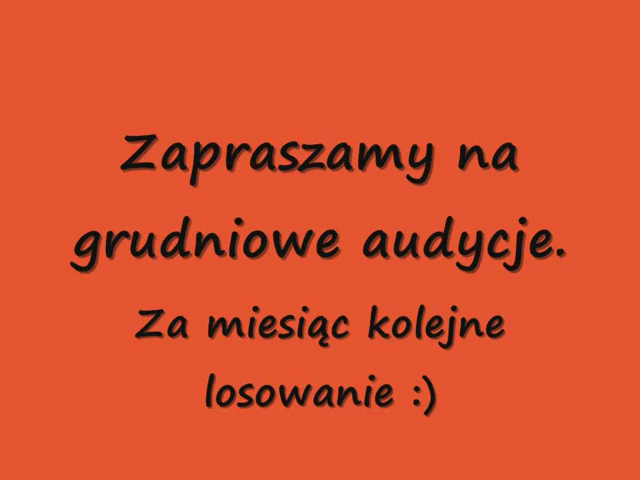 Zapraszamy na
grudniowe audycje.
Za miesiąc kolejne
losowanie :)